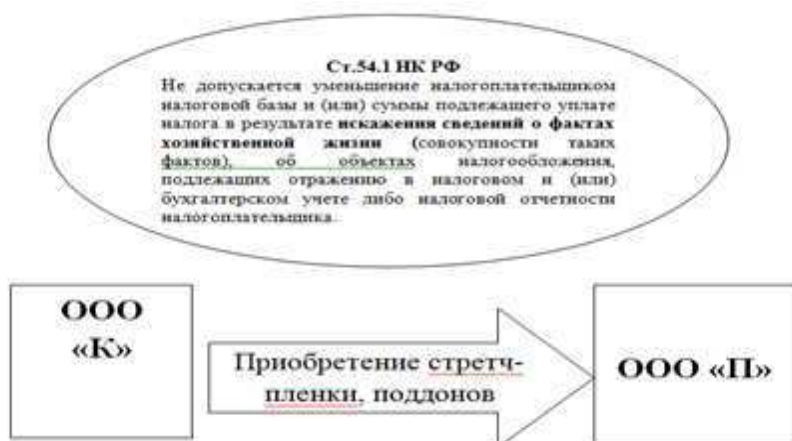 Ст.54.1 НК РФ
Не допускается уменьшение налогоплательщиком
налоговой базы и (или) суммы подлежащего уплате
налога в результате искажения сведений о фактах
хозяйственной жизни (совокупности таких
фактов), об объектах налогообложения,
подлежащих отражению в налоговом и (или)
бухгалтерском учете либо налоговой отчетности
налогоплательщика.
ООО
«К»
Приобретение стретч-
пленки, поддонов
ООО «П»